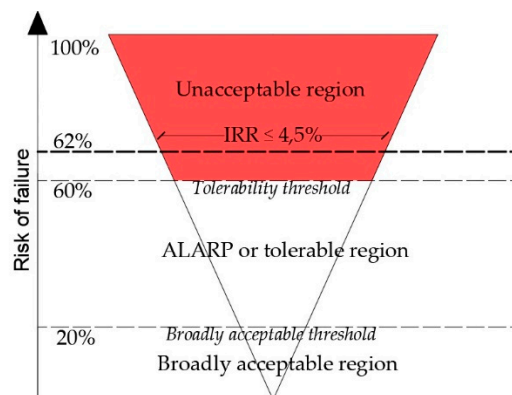 100%
Unacceptable region
62%
IRR ≤ 4,5%
60%
Tolerability threshold
Risk of failure
ALARP or tolerable region
20%
Broadly acceptable threshold
Broadly acceptable region